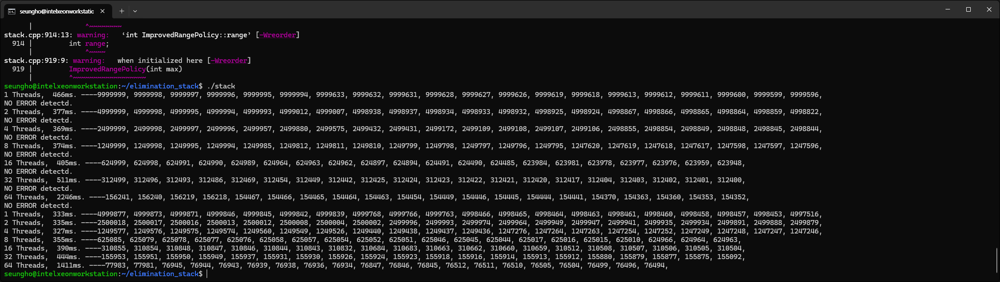 seungho@intelxeonworkstatio
| ^~~~~~~~~
stack.cpp:914:13: warning:   ‘int ImprovedRangePolicy::range’ [-Wreorder]
914 |         int range;
|             ^~~~~
stack.cpp:919:9: warning:   when initialized here [-Wreorder]
919 |         ImprovedRangePolicy(int max)
|         ^~~~~~~~~~~~~~~~~~~
seungho@intelxeonworkstation:~/elimination_stack$ ./stack
1 Threads,  466ms. ----9999999, 9999998, 9999997, 9999996, 9999995, 9999994, 9999633, 9999632, 9999631, 9999628, 9999627, 9999626, 9999619, 9999618, 9999613, 9999612, 9999611, 9999600, 9999599, 9999596,
NO ERROR detectd.
2 Threads,  377ms. ----4999999, 4999998, 4999995, 4999994, 4999993, 4999012, 4999007, 4998938, 4998937, 4998934, 4998933, 4998932, 4998925, 4998924, 4998867, 4998866, 4998865, 4998864, 4998859, 4998822,
NO ERROR detectd.
4 Threads,  369ms. ----2499999, 2499998, 2499997, 2499996, 2499957, 2499880, 2499575, 2499432, 2499431, 2499172, 2499109, 2499108, 2499107, 2499106, 2498855, 2498854, 2498849, 2498848, 2498845, 2498844,
NO ERROR detectd.
8 Threads,  374ms. ----1249999, 1249998, 1249995, 1249994, 1249985, 1249812, 1249811, 1249810, 1249799, 1249798, 1249797, 1249796, 1249795, 1247620, 1247619, 1247618, 1247617, 1247598, 1247597, 1247596,
NO ERROR detectd.
16 Threads,  405ms. ----624999, 624998, 624991, 624990, 624989, 624964, 624963, 624962, 624897, 624894, 624491, 624490, 624485, 623984, 623981, 623978, 623977, 623976, 623959, 623948,
NO ERROR detectd.
32 Threads,  511ms. ----312499, 312496, 312493, 312486, 312469, 312454, 312449, 312442, 312425, 312424, 312423, 312422, 312421, 312420, 312417, 312404, 312403, 312402, 312401, 312400,
NO ERROR detectd.
64 Threads,  2246ms. ----156241, 156240, 156219, 156218, 154467, 154466, 154465, 154464, 154463, 154454, 154449, 154446, 154445, 154444, 154441, 154370, 154363, 154360, 154353, 154352,
NO ERROR detectd.
1 Threads,  333ms. ----4999877, 4999873, 4999871, 4999846, 4999845, 4999842, 4999839, 4999768, 4999766, 4999763, 4998466, 4998465, 4998464, 4998463, 4998461, 4998460, 4998458, 4998457, 4998453, 4997516,
2 Threads,  335ms. ----2500018, 2500017, 2500016, 2500013, 2500012, 2500008, 2500004, 2500002, 2499996, 2499993, 2499974, 2499964, 2499949, 2499947, 2499941, 2499935, 2499934, 2499891, 2499888, 2499879,
4 Threads,  327ms. ----1249577, 1249576, 1249575, 1249574, 1249560, 1249549, 1249526, 1249440, 1249438, 1249437, 1249436, 1247276, 1247264, 1247263, 1247254, 1247252, 1247249, 1247248, 1247247, 1247246,
8 Threads,  355ms. ----625085, 625079, 625078, 625077, 625076, 625058, 625057, 625054, 625052, 625051, 625046, 625045, 625044, 625017, 625016, 625015, 625010, 624966, 624964, 624963,
16 Threads,  390ms. ----310855, 310854, 310848, 310847, 310846, 310844, 310843, 310832, 310684, 310683, 310663, 310662, 310660, 310659, 310512, 310508, 310507, 310506, 310505, 310504,
32 Threads,  444ms. ----155953, 155951, 155950, 155949, 155937, 155931, 155930, 155926, 155924, 155923, 155918, 155916, 155914, 155913, 155912, 155880, 155879, 155877, 155875, 155092,
64 Threads,  1411ms. ----77983, 77981, 76945, 76944, 76943, 76939, 76938, 76936, 76934, 76847, 76846, 76845, 76512, 76511, 76510, 76505, 76504, 76499, 76496, 76494,
seungho@intelxeonworkstation:~/elimination_stack$